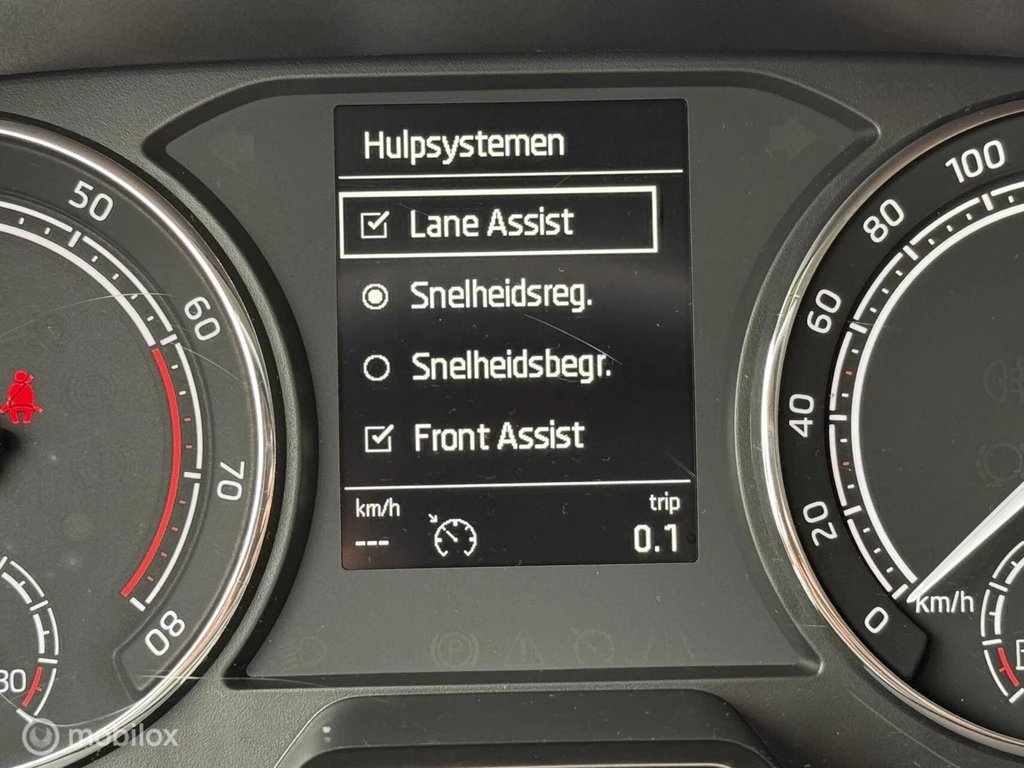 Hulpsystemen
Lane Assist
Snelheidsreg.
Snelheidsbegr.
Front Assist
km/h trip
--- 0.1
50
60
70
80
100
80
60
40
20
0
km/h
mobilox